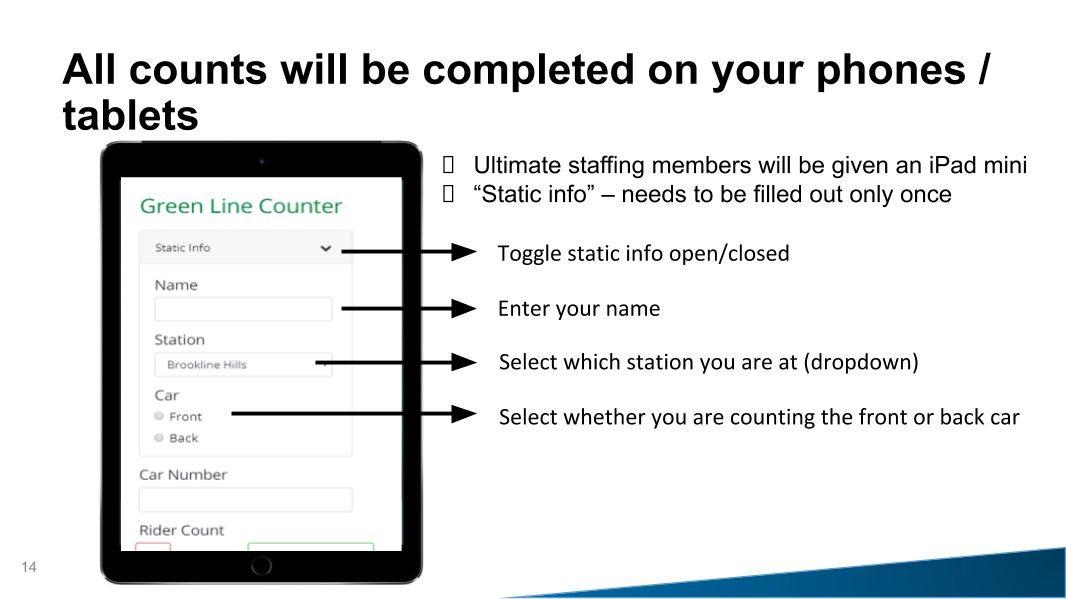 All counts will be completed on your phones /
tablets
Ultimate staffing members will be given an iPad mini
“Static info” – needs to be filled out only once
Green Line Counter
Static Info
Toggle static info open/closed
Name
Enter your name
Station
Brookline Hills
Select which station you are at (dropdown)
Car
Front
Select whether you are counting the front or back car
Back
Car Number
Rider Count
14